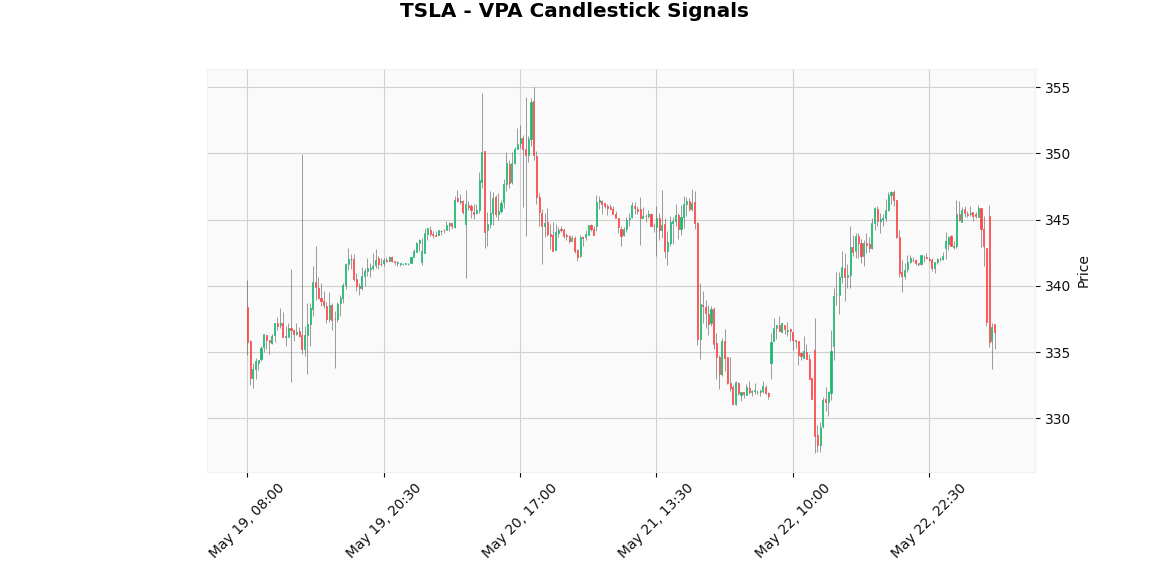 TSLA - VPA Candlestick Signals
355
350
345
340
335
330
Price
May 19, 08:00
May 19, 20:30
May 20, 17:00
May 21, 13:30
May 22, 10:00
May 22, 22:30